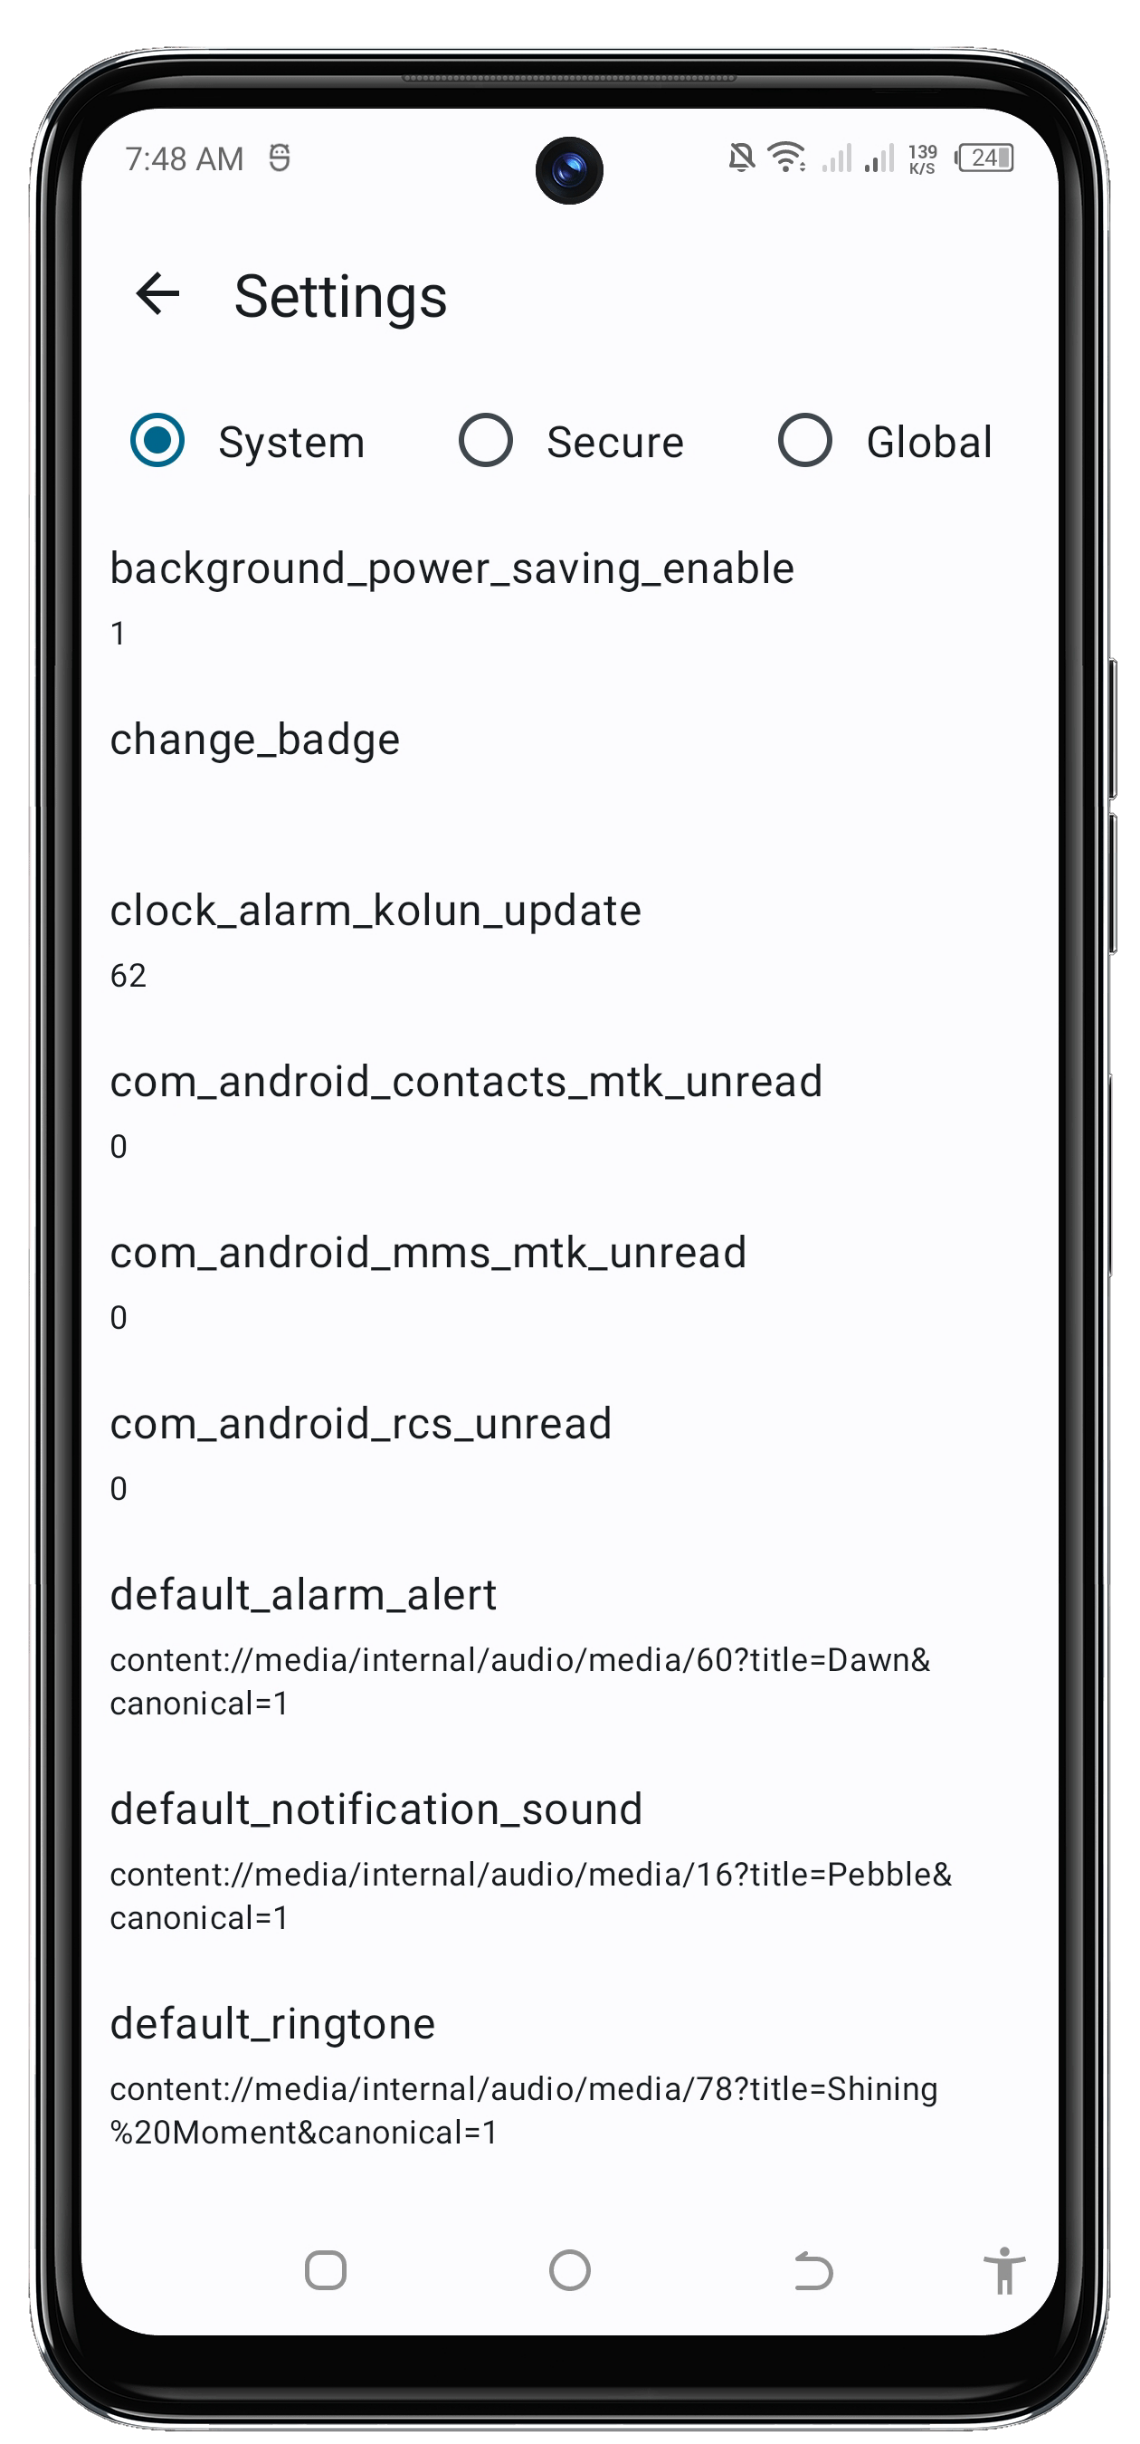 7:48 AM
139
K/S
24
Settings
System
Secure
Global
background_power_saving_enable
1
change_badge
clock_alarm_kolun_update
62
com_android_contacts_mtk_unread
0
com_android_mms_mtk_unread
0
com_android_rcs_unread
0
default_alarm_alert
content://media/internal/audio/media/60?title=Dawn&
canonical=1
default_notification_sound
content://media/internal/audio/media/16?title=Pebble&
canonical=1
default_ringtone
content://media/internal/audio/media/78?title=Shining
%20Moment&canonical=1